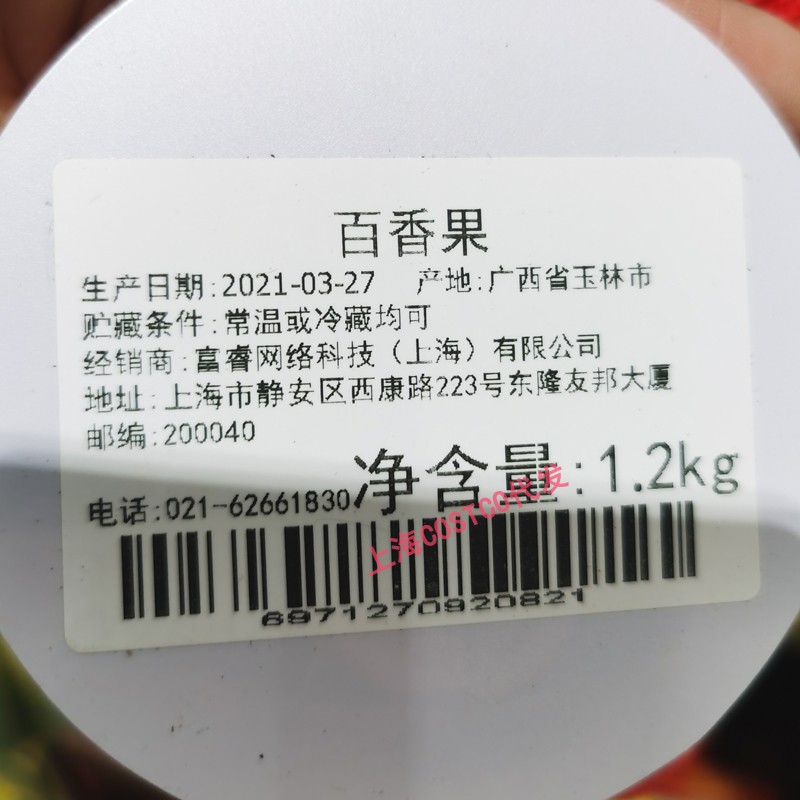 百香果
生产日期:2021-03-27 产地:广西省玉林市
贮藏条件:常温或冷藏均可
经销商:富睿网络科技（上海）有限公司
地址:上海市静安区西康路223号东隆友邦大厦
邮编:200040
净含量:1.2kg
电话:021-62661830
上海COSTCO代发
6971270920821